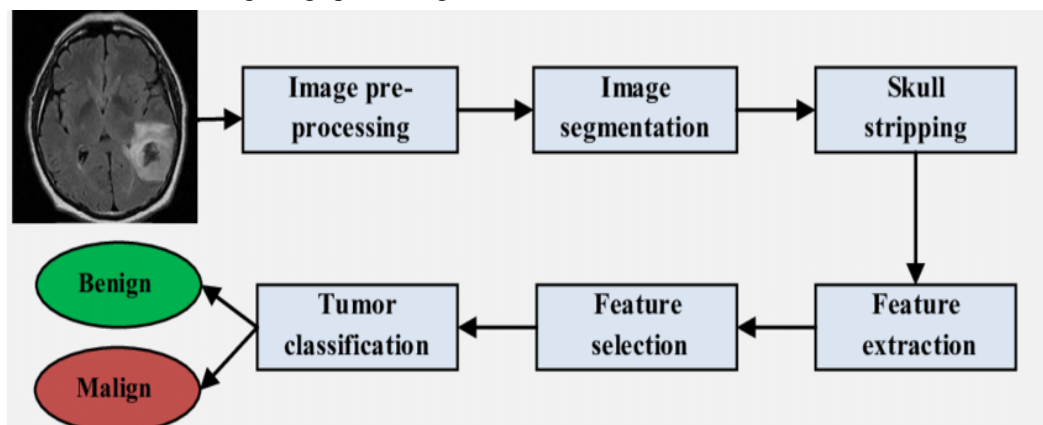 Image pre-
processing
Image
segmentation
Skull
stripping
Feature
extraction
Feature
selection
Tumor
classification
Benign
Malign